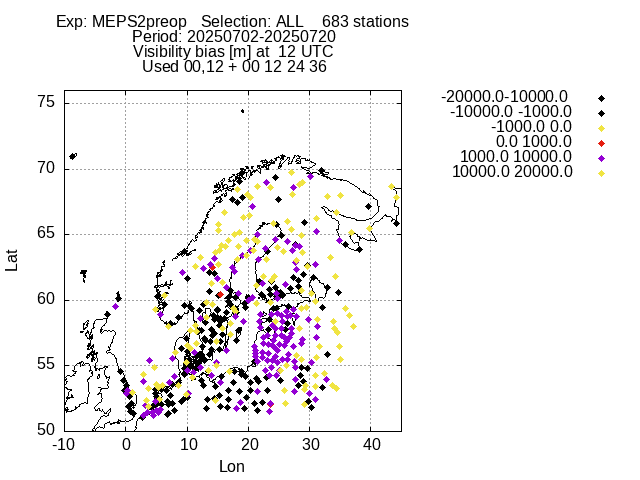 Exp: MEPS2preop   Selection: ALL    683 stations
Period: 20250702-20250720
Visibility bias [m] at  12 UTC
Used 00,12 + 00 12 24 36
-20000.0-10000.0
-10000.0 -1000.0
-1000.0 0.0
0.0 1000.0
1000.0 10000.0
10000.0 20000.0
75
70
65
60
55
50
Lat
-10 0 10 20 30 40
Lon